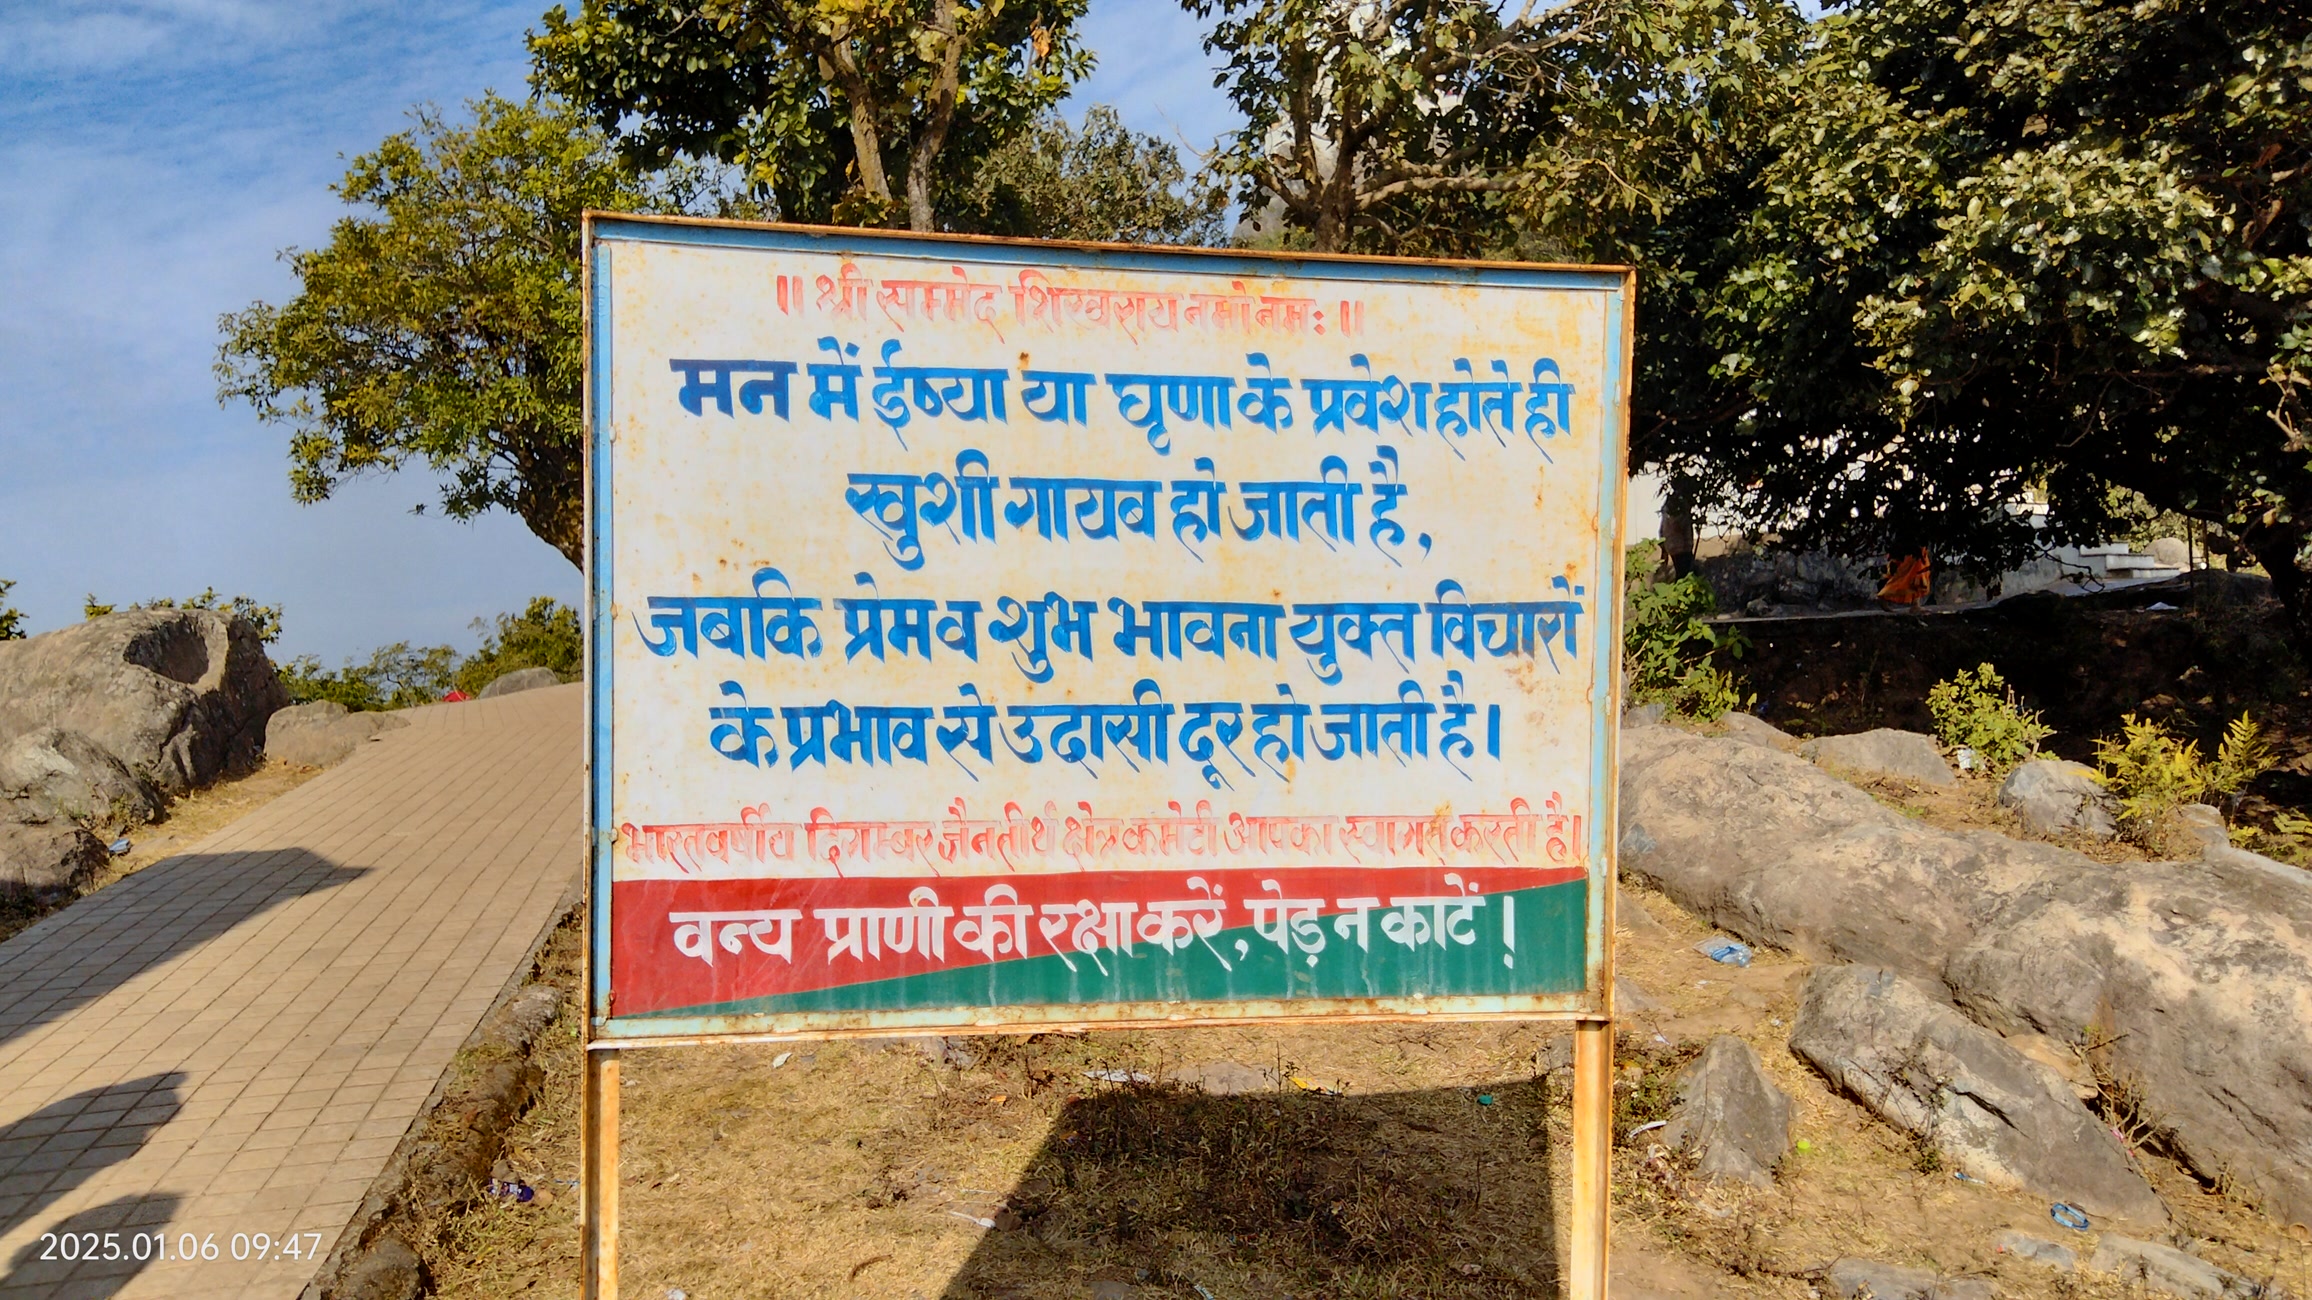 ॥ श्री सम्मेद शिखराय नमो नमः ॥
मन में ईष्या या घृणा के प्रवेश होते ही
खुशी गायब हो जाती है,
जबकि प्रेम व शुभ भावना युक्त विचारों
के प्रभाव से उदासी दूर हो जाती है।
भारतवर्षीय दिगम्बर जैन तीर्थ क्षेत्र कमेटी आपका स्वागत करती है।
वन्य प्राणी की रक्षा करें, पेड़ न काटें !
2025.01.06 09:47